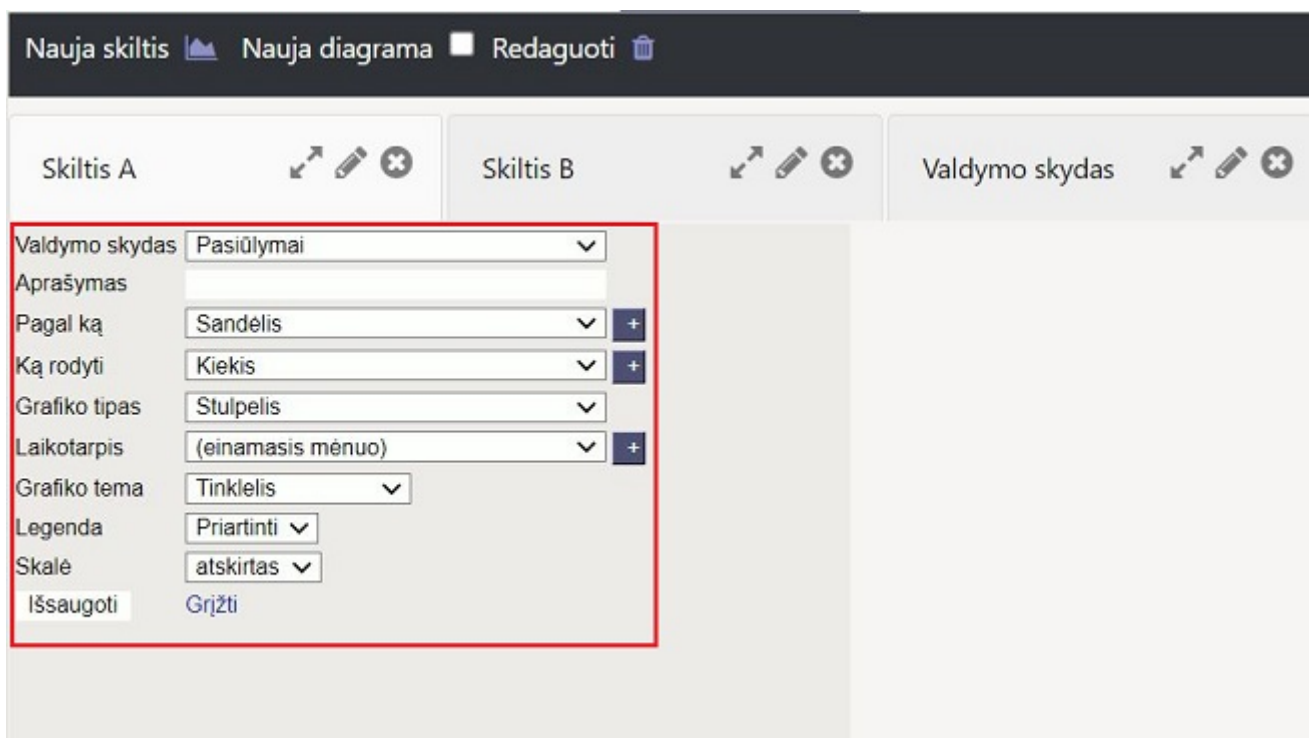 Nauja skiltis Nauja diagrama Redaguoti
Skiltis A Skiltis B Valdymo skydas
Valdymo skydas Pasiūlymai
Aprašymas
Pagal ką Sandėlis +
Ką rodyti Kiekis +
Grafiko tipas Stulpelis
Laikotarpis (einamasis mėnuo) +
Grafiko tema Tinklelis
Legenda Priartinti
Skalė atskirtas
Išsaugoti Grįžti